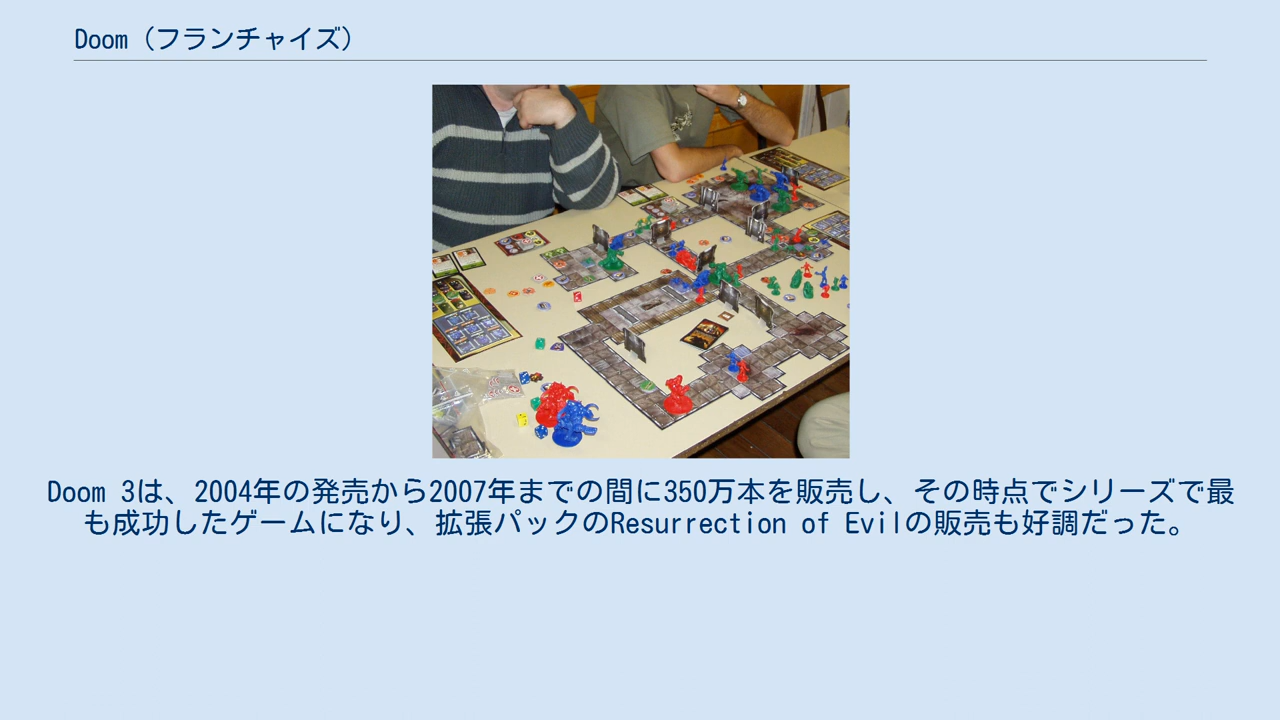 Doom（フランチャイズ）
Doom 3は、2004年の発売から2007年までの間に350万本を販売し、その時点でシリーズで最
も成功したゲームになり、拡張パックのResurrection of Evilの販売も好調だった。